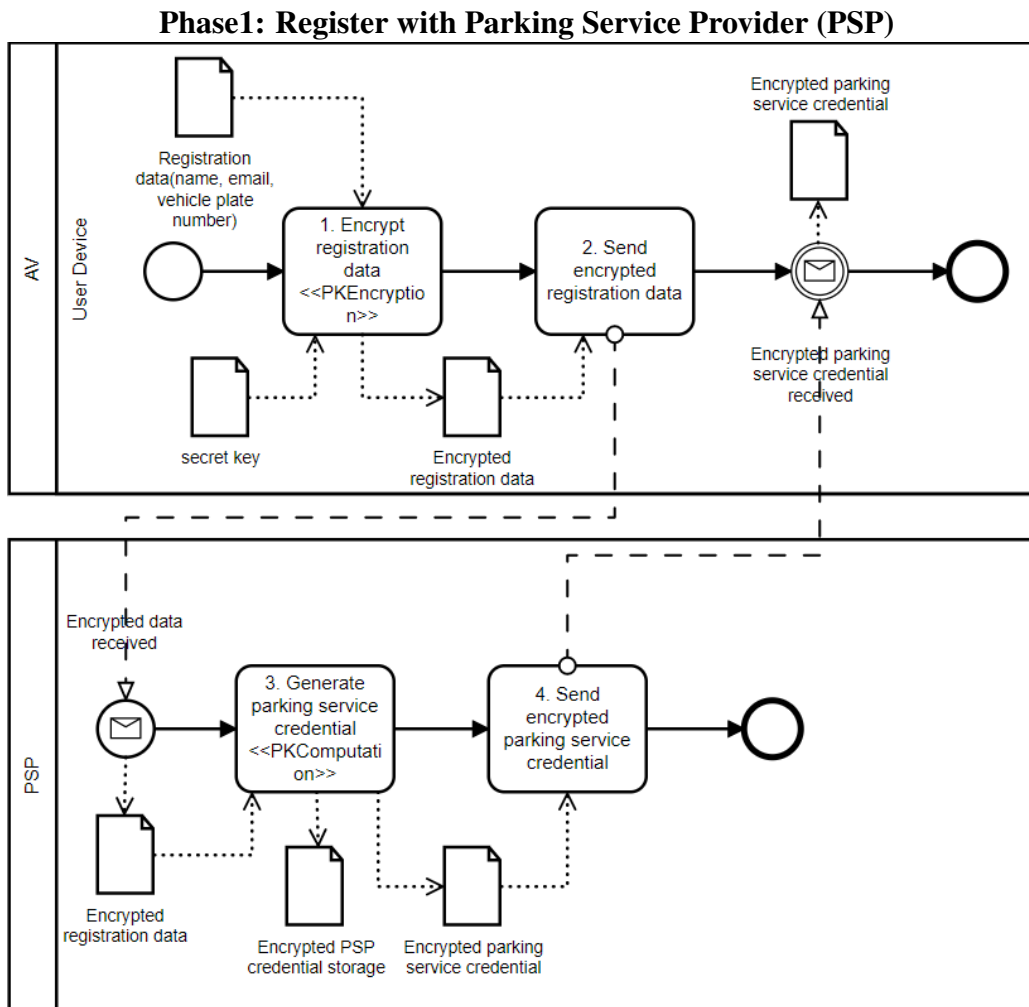 Phase1: Register with Parking Service Provider (PSP)
AV
User Device
Registration
data(name, email,
vehicle plate
number)
1. Encrypt
registration
data
<<PKEncryptio
n>>
2. Send
encrypted
registration data
Encrypted parking
service credential
secret key
Encrypted
registration data
Encrypted parking
service credential
received
PSP
Encrypted data
received
3. Generate
parking service
credential
<<PKComputati
on>>
4. Send
encrypted
parking service
credential
Encrypted
registration data
Encrypted PSP
credential storage
Encrypted parking
service credential